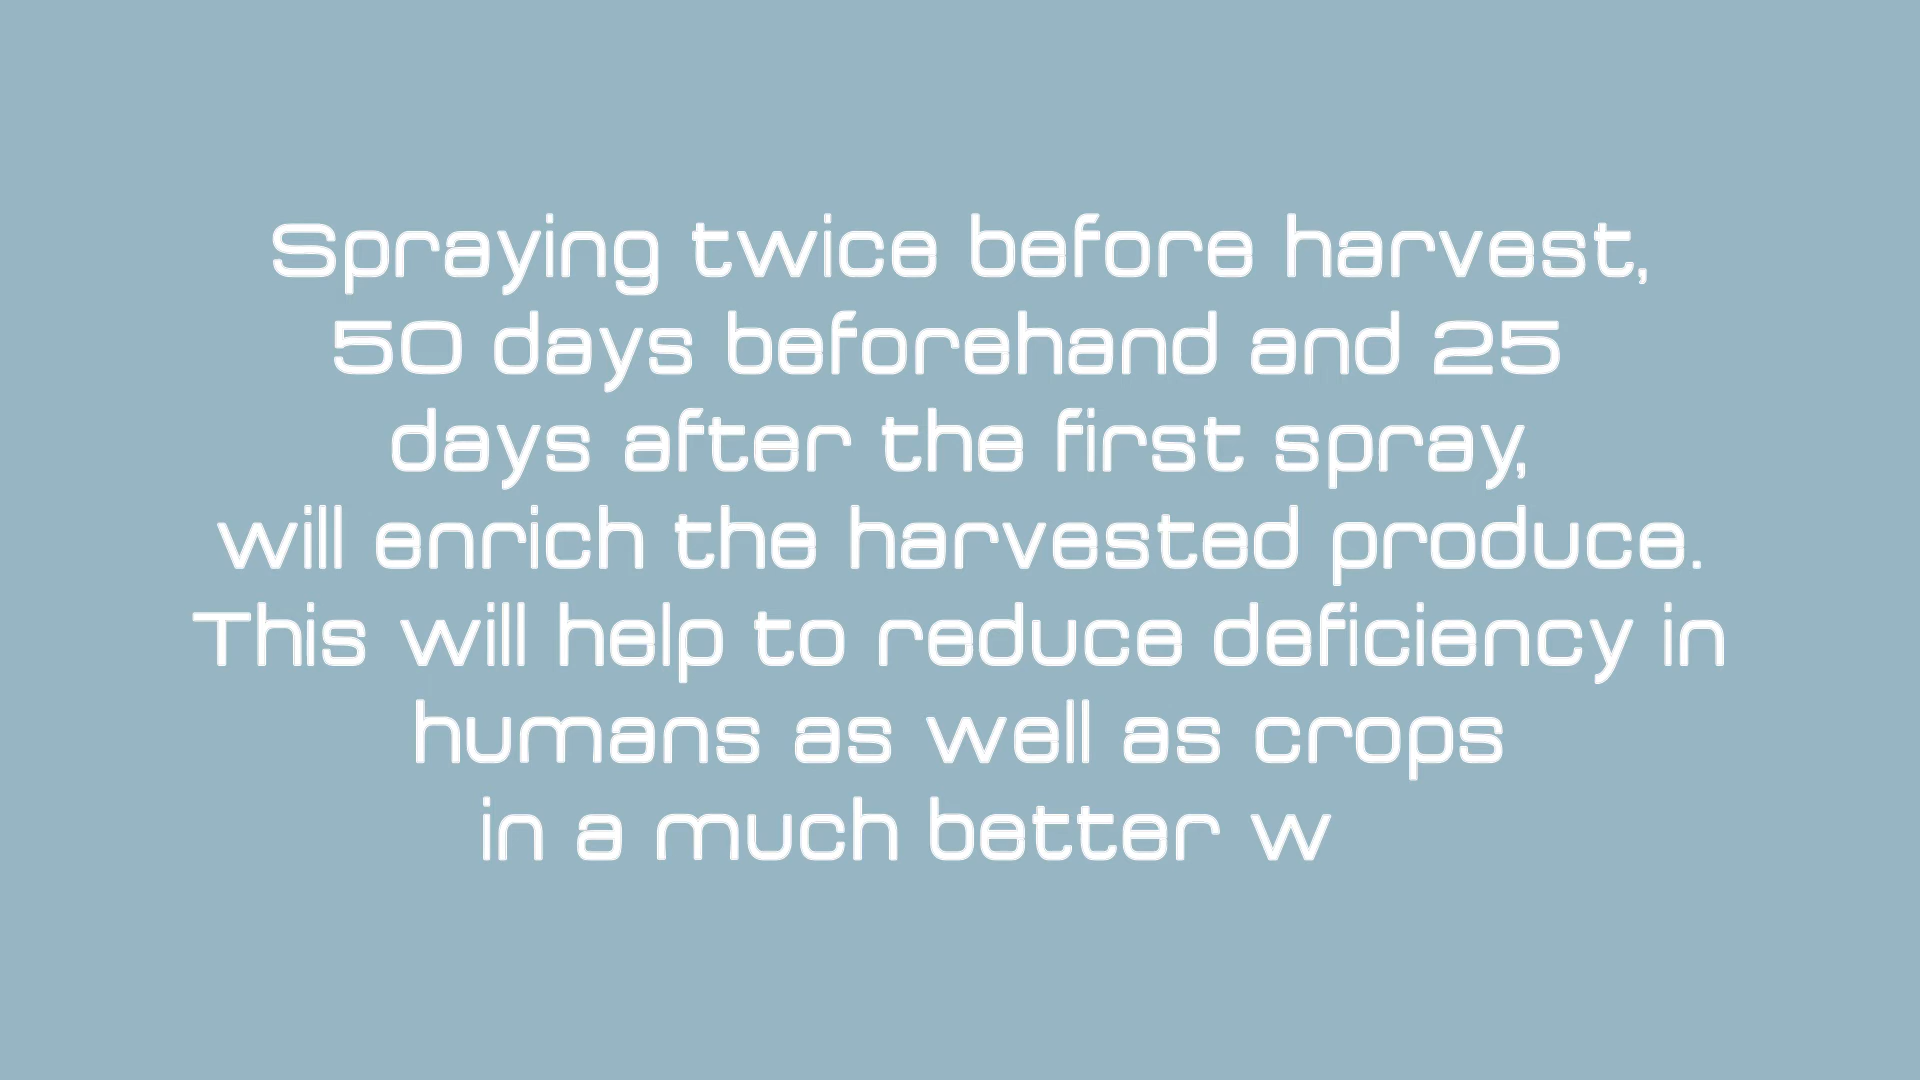 Spraying twice before harvest,
50 days beforehand and 25
days after the first spray,
will enrich the harvested produce.
This will help to reduce deficiency in
humans as well as crops
in a much better w